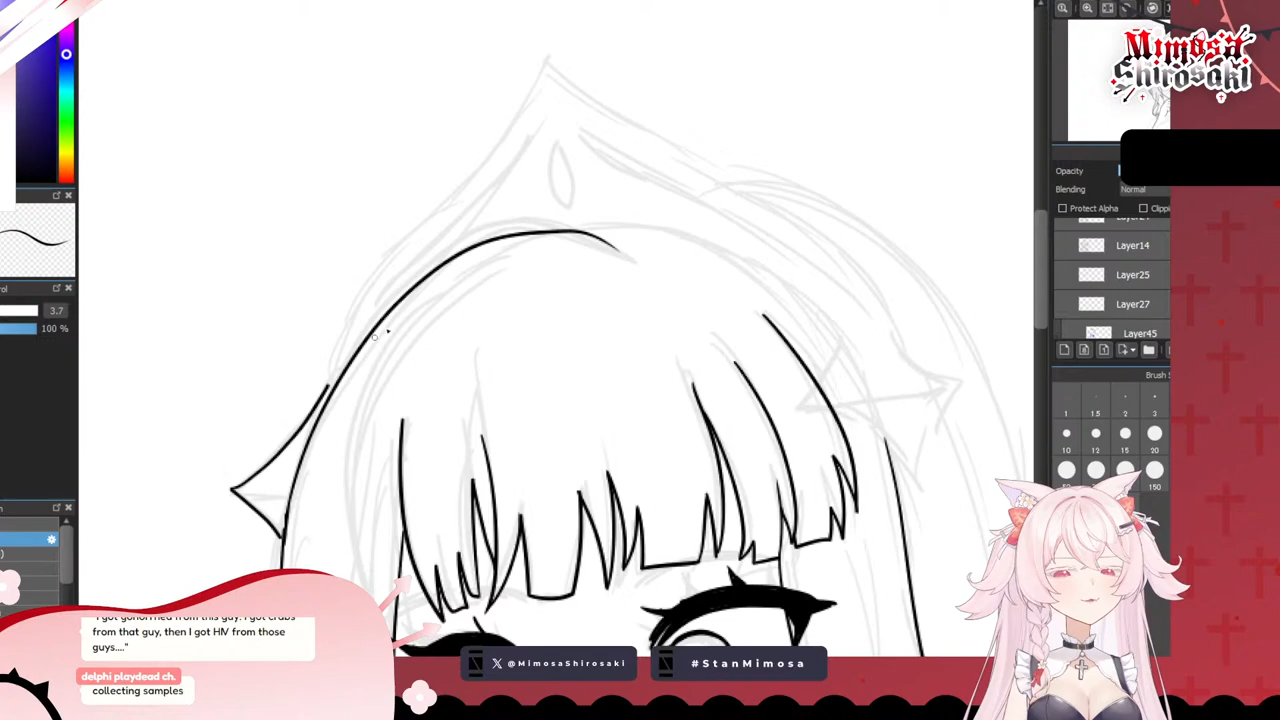 Mimosa
Shirosaki
Opacity
Blending
Normal
Protect Alpha
Layer14
Layer25
Layer27
Layer45
3.7
100 %
1
1.5
2
3
10
12
15
20
150
from that guy, then I got HIV from those
guys...."
delphi playdead ch.
collecting samples
@MimosaShirosaki
#StanMimosa